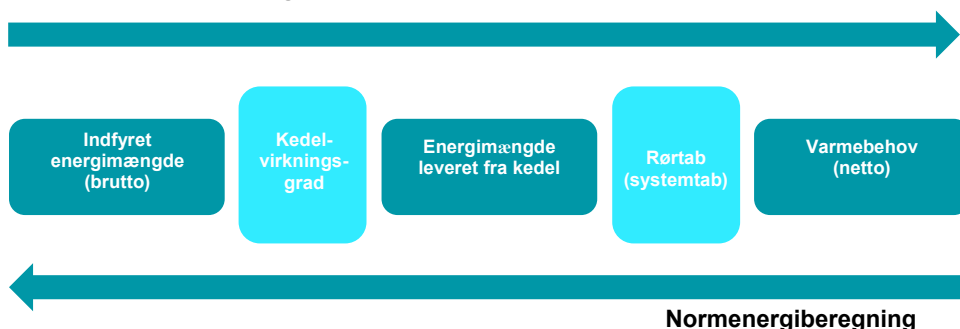 Indfyret
energimængde
(brutto)
Kedel-
virknings-
grad
Energimængde
leveret fra kedel
Rørtab
(systemtab)
Varmebehov
(netto)
Normenergiberegning